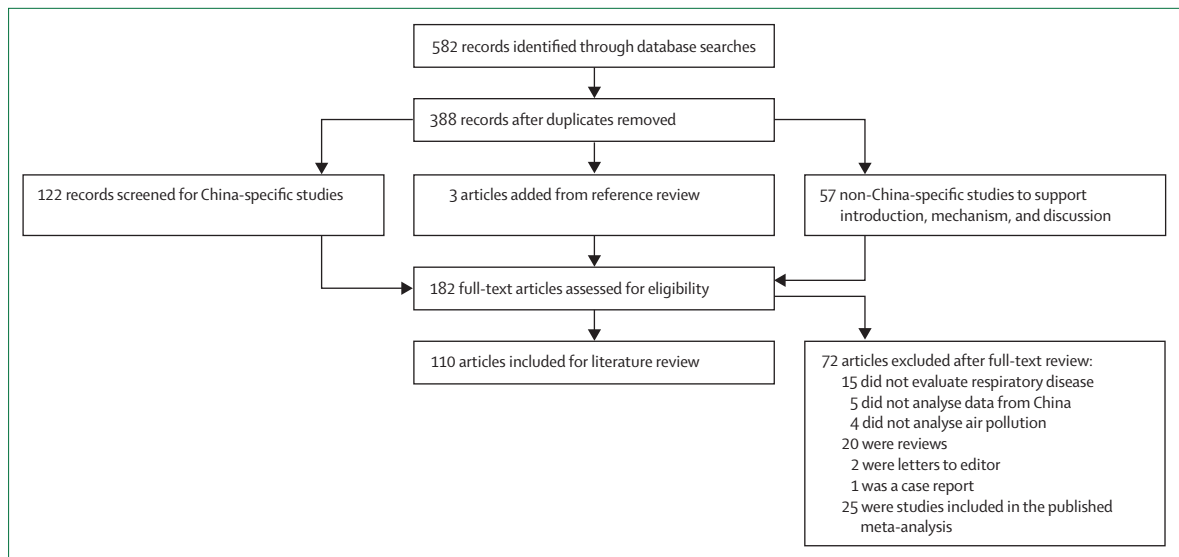 582 records identified through database searches
388 records after duplicates removed
122 records screened for China-specific studies
3 articles added from reference review
57 non-China-specific studies to support
introduction, mechanism, and discussion
182 full-text articles assessed for eligibility
110 articles included for literature review
72 articles excluded after full-text review:
15 did not evaluate respiratory disease
5 did not analyse data from China
4 did not analyse air pollution
20 were reviews
2 were letters to editor
1 was a case report
25 were studies included in the published
meta-analysis